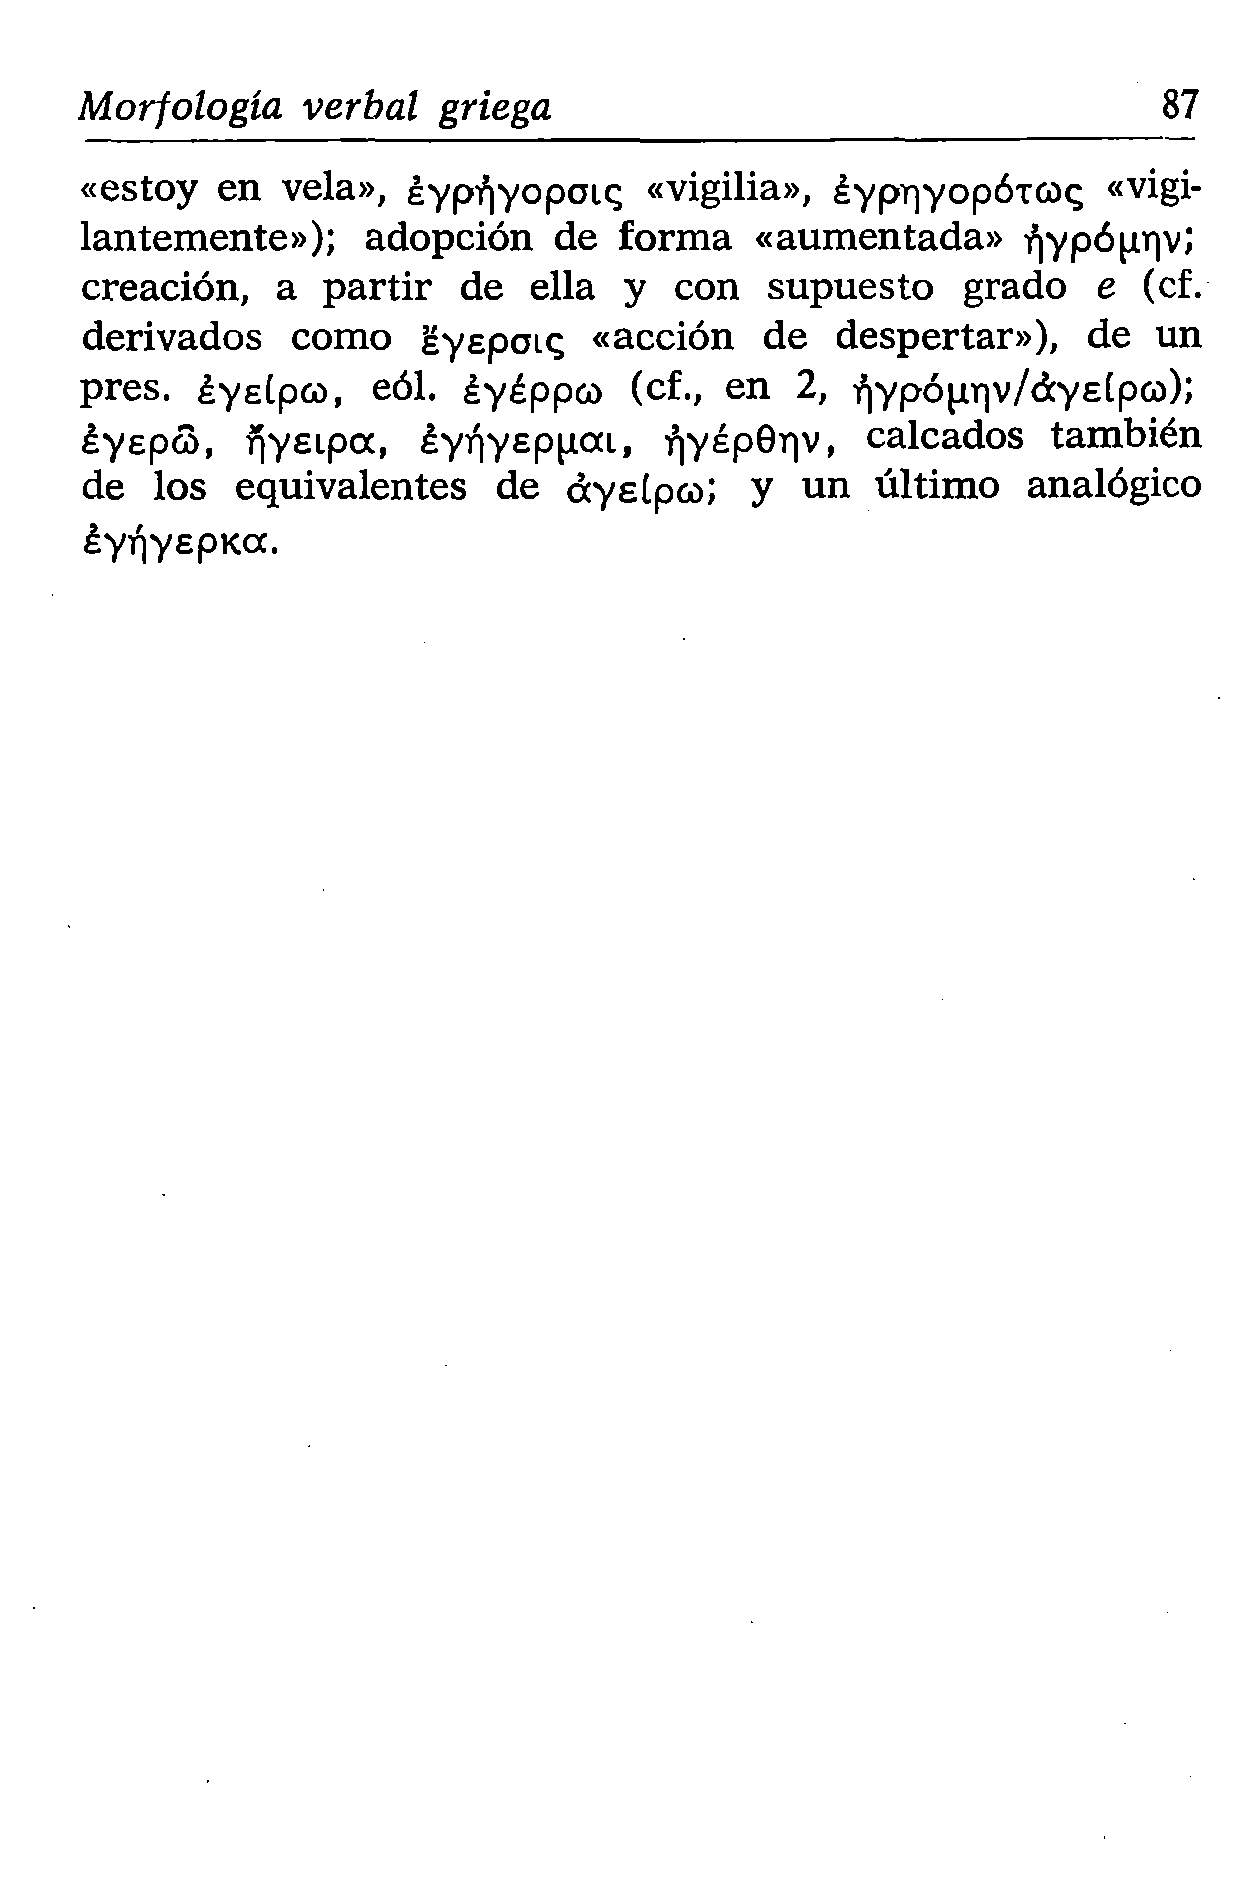 Morfología verbal griega 87
«estoy en vela», ἐγρήγορσις «vigilia», ἐγρηγορότως «vigi-
lantemente»); adopción de forma «aumentada» ἠγρόμην;
creación, a partir de ella y con supuesto grado e (cf.
derivados como ἔγερσις «acción de despertar»), de un
pres. ἐγείρω, eól. ἐγέρρω (cf., en 2, ἠγρόμην/ἀγείρω);
ἐγερῶ, ἤγειρα, ἐγήγερμαι, ἠγέρθην, calcados también
de los equivalentes de ἀγείρω; y un último analógico
ἐγήγερκα.